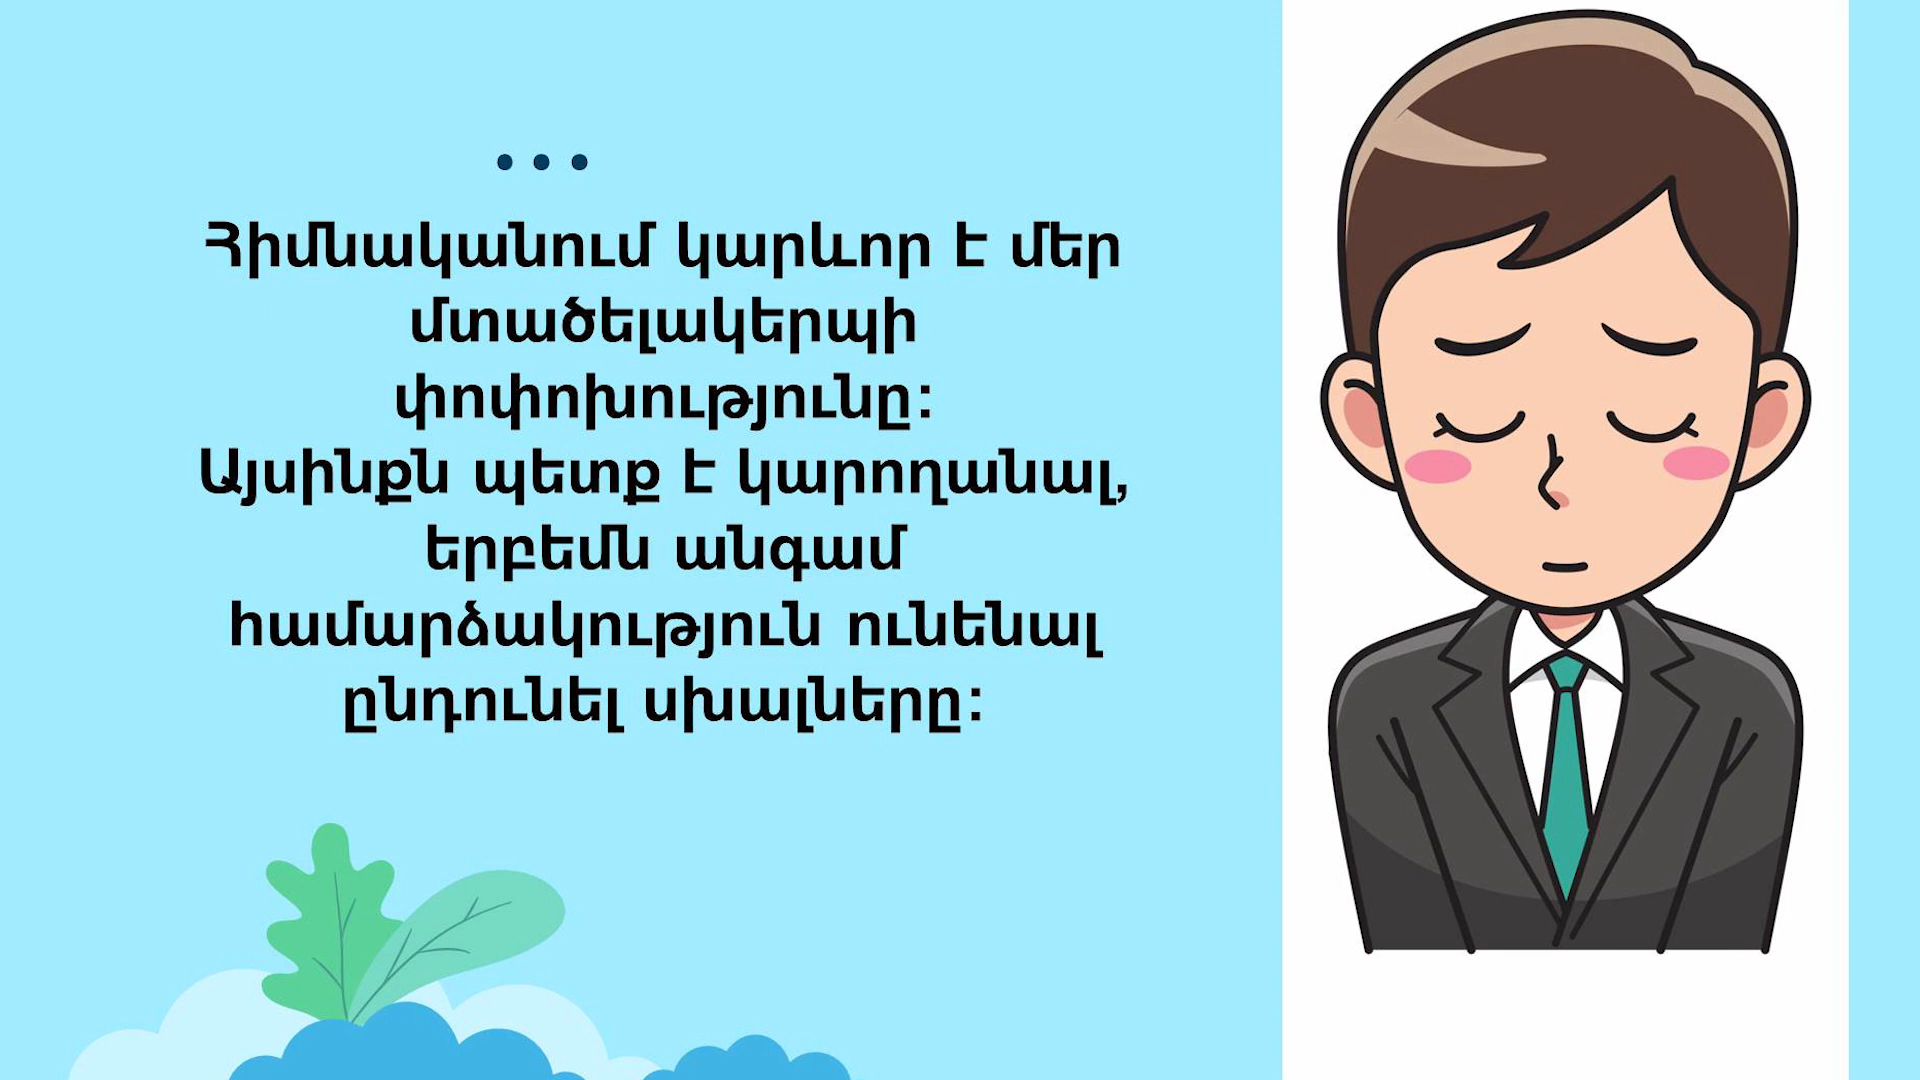 Հիմնականում կարևոր է մեր
մտածելակերպի
փոփոխությունը:
Այսինքն պետք է կարողանալ,
երբեմն անգամ
համարձակություն ունենալ
ընդունել սխալները: